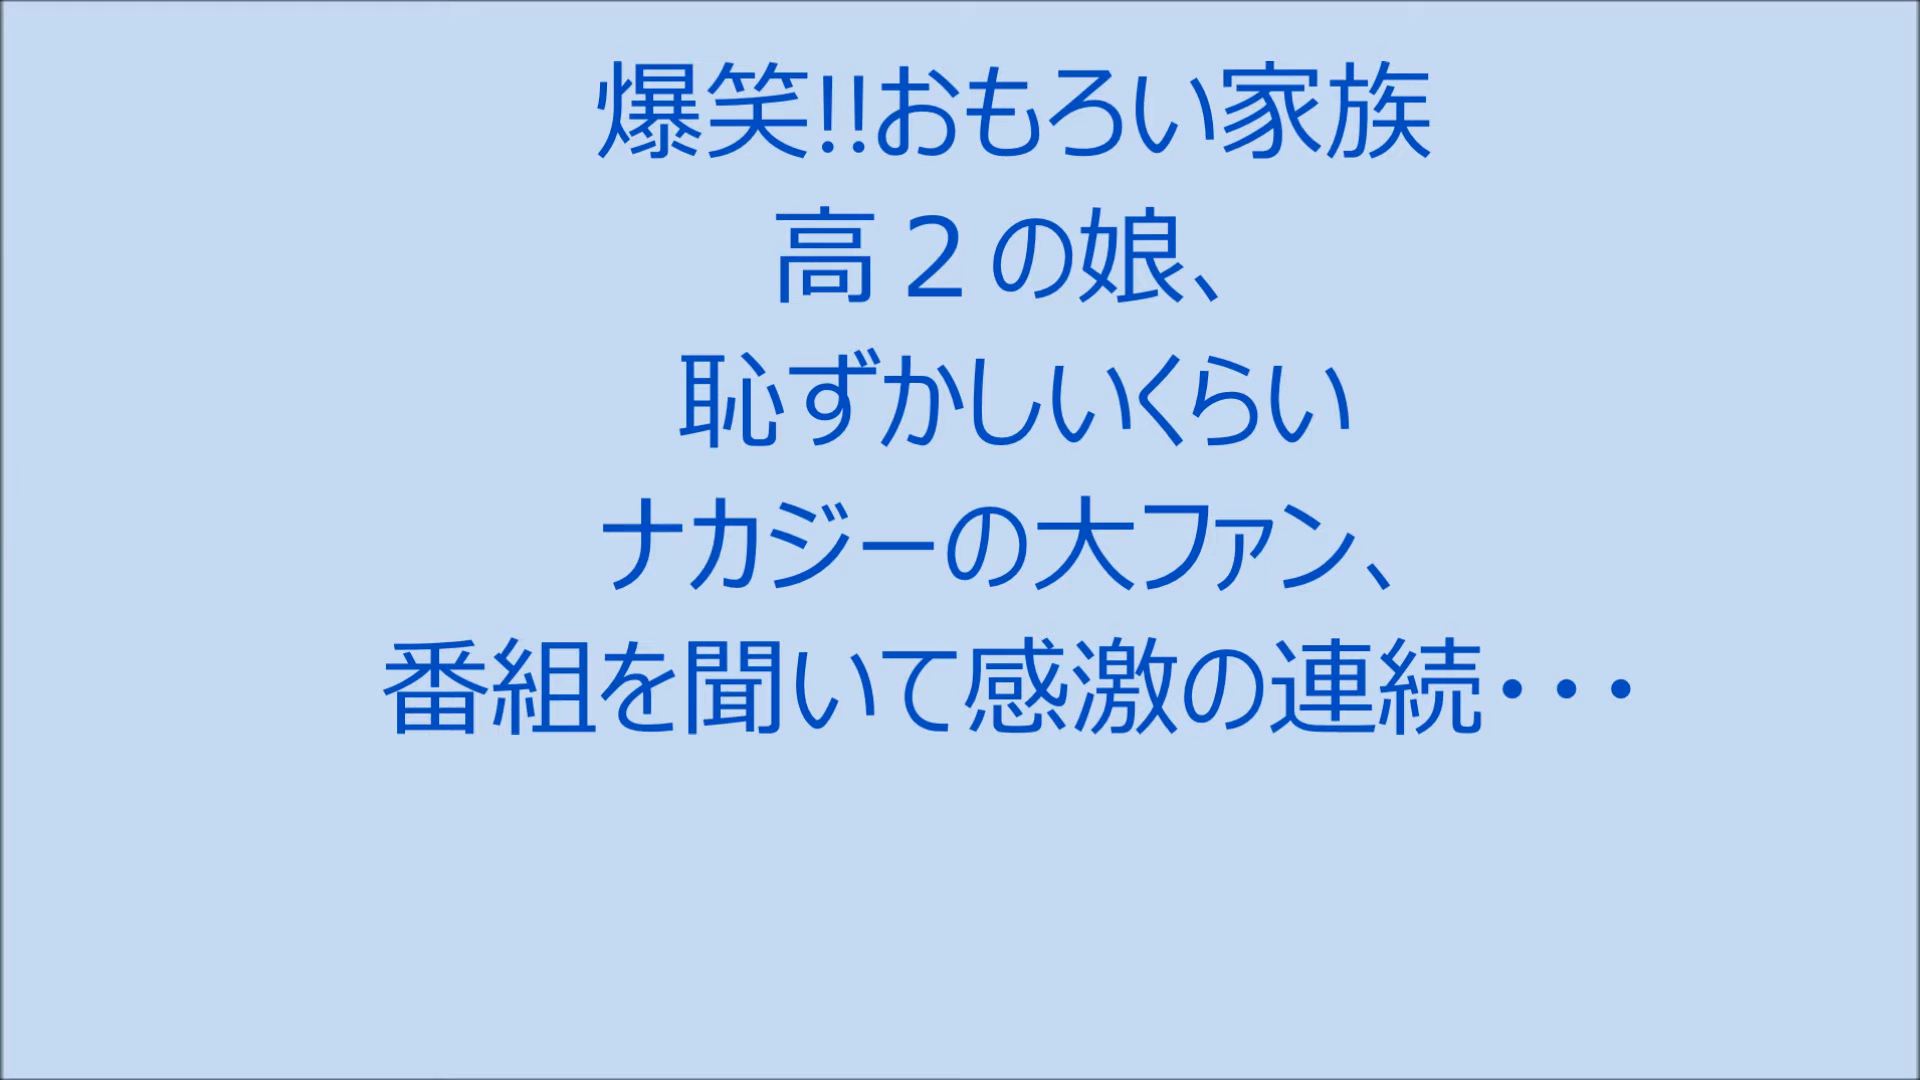 爆笑!!おもろい家族
高２の娘、
恥ずかしいくらい
ナカジーの大ファン、
番組を聞いて感激の連続・・・